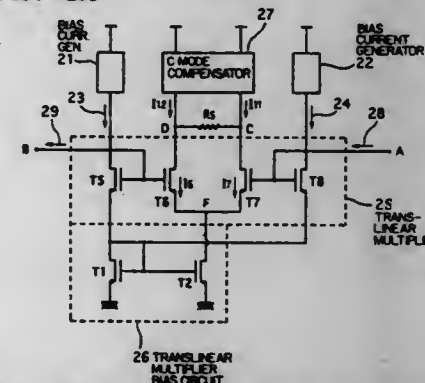 BIAS
CURR.
GEN.
21
27
C MODE
COMPENSATOR
BIAS
CURRENT
GENERATOR
22
23
I12
I11
24
29
D
RS
C
28
B
A
T5
T6
I6
I7
T7
T8
F
25
TRANS-
LINEAR
MULTIPLIE
T1
T2
26 TRANSLINEAR
MULTIPLIER
BIAS CIRCUIT